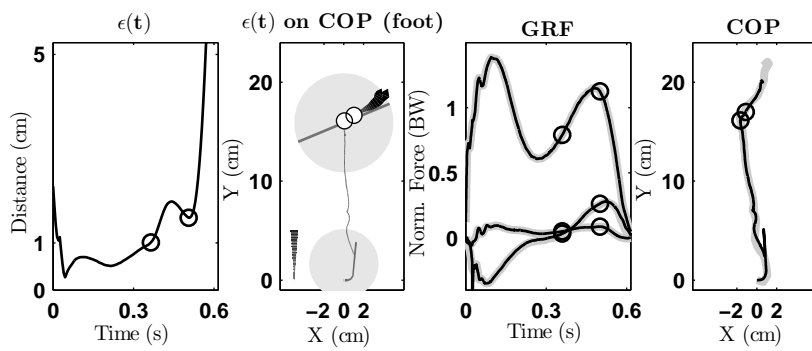 ϵ(t)
5
1
0
Distance (cm)
0
0.3
0.6
Time (s)
ϵ(t) on COP (foot)
20
10
0
Y (cm)
−2 0 2
X (cm)
GRF
1
0.5
0
Norm. Force (BW)
0
0.3
0.6
Time (s)
COP
20
10
0
Y (cm)
−2 0 2
X (cm)